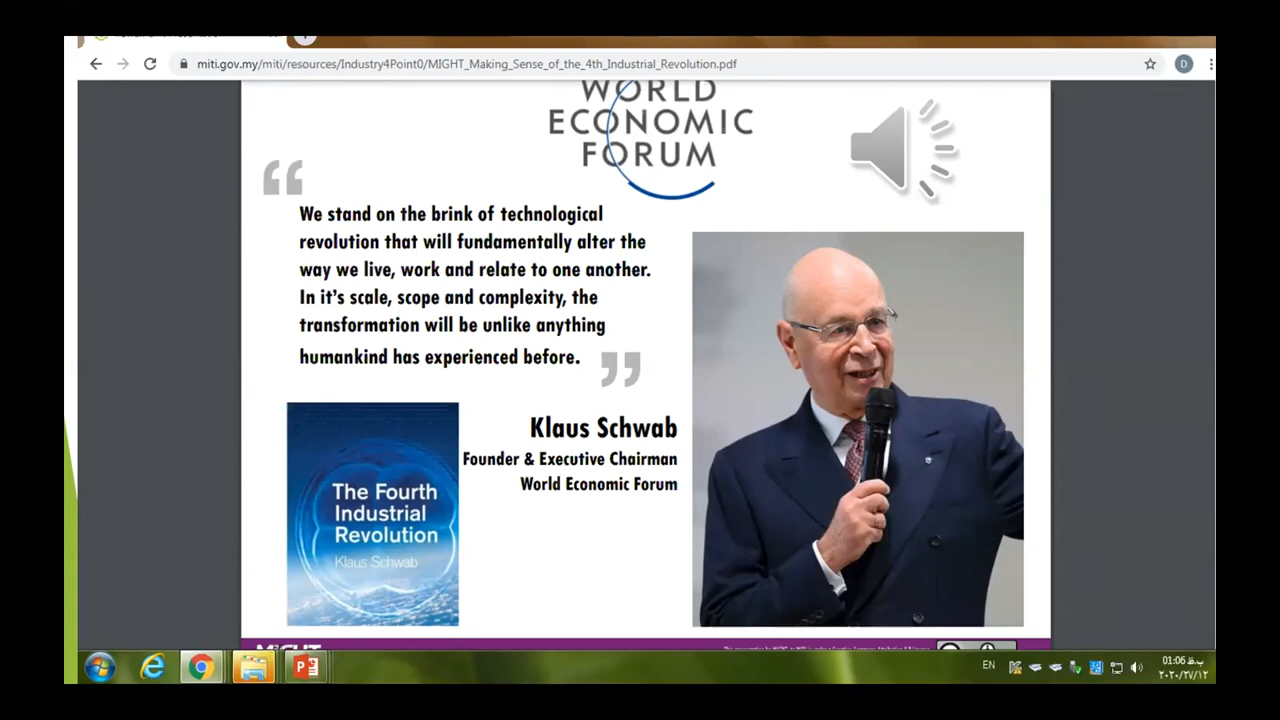 miti.gov.my/miti/resources/Industry4Point0/MIGHT_Making_Sense_of_the_4th_Industrial_Revolution.pdf
D
WORLD
ECONOMIC
FORUM
“
We stand on the brink of technological
revolution that will fundamentally alter the
way we live, work and relate to one another.
In it's scale, scope and complexity, the
transformation will be unlike anything
humankind has experienced before.
”
Klaus Schwab
Founder & Executive Chairman
World Economic Forum
The Fourth
Industrial
Revolution
Klaus Schwab
EN
01:06 ب.ظ
٢٠٢٠/٢٧/١٢